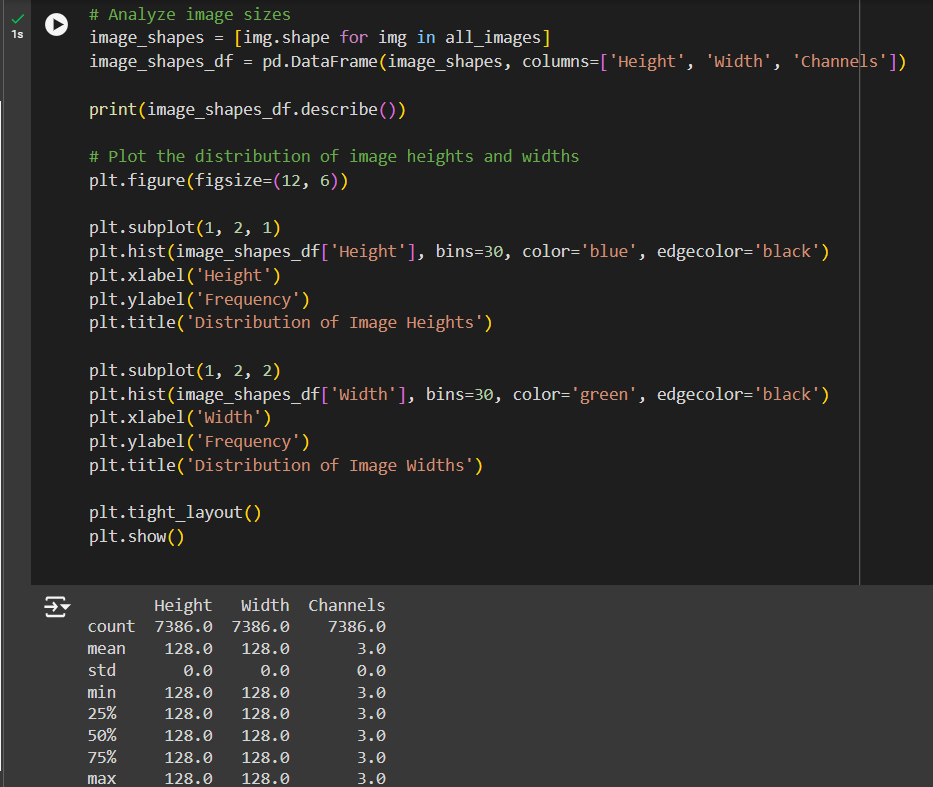 # Analyze image sizes
1s
image_shapes = [img.shape for img in all_images]
image_shapes_df = pd.DataFrame(image_shapes, columns=['Height', 'Width', 'Channels'])
print(image_shapes_df.describe())
# Plot the distribution of image heights and widths
plt.figure(figsize=(12, 6))
plt.subplot(1, 2, 1)
plt.hist(image_shapes_df['Height'], bins=30, color='blue', edgecolor='black')
plt.xlabel('Height')
plt.ylabel('Frequency')
plt.title('Distribution of Image Heights')
plt.subplot(1, 2, 2)
plt.hist(image_shapes_df['Width'], bins=30, color='green', edgecolor='black')
plt.xlabel('Width')
plt.ylabel('Frequency')
plt.title('Distribution of Image Widths')
plt.tight_layout()
plt.show()
Height Width Channels
count 7386.0 7386.0 7386.0
mean 128.0 128.0 3.0
std 0.0 0.0 0.0
min 128.0 128.0 3.0
25% 128.0 128.0 3.0
50% 128.0 128.0 3.0
75% 128.0 128.0 3.0
max 128.0 128.0 3.0